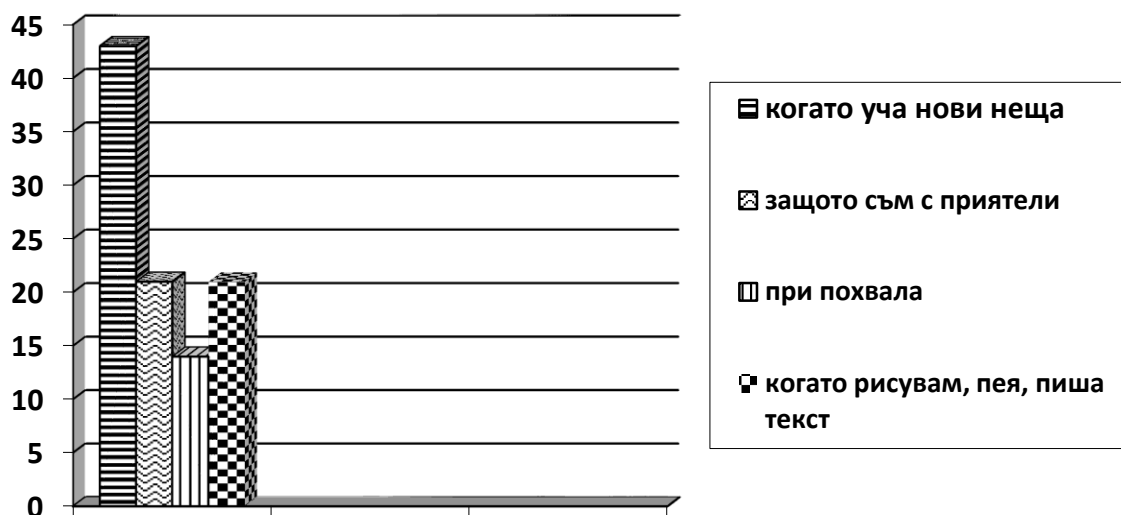 45
40
35
30
25
20
15
10
5
0
когато уча нови неща
защото съм с приятели
при похвала
когато рисувам, пея, пиша
текст